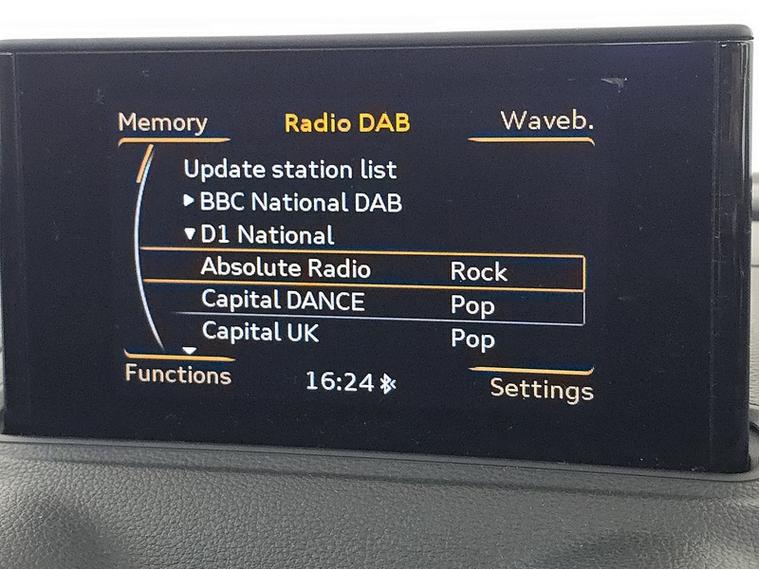 Memory Radio DAB Waveb.
Update station list
BBC National DAB
D1 National
Absolute Radio Rock
Capital DANCE Pop
Capital UK Pop
Functions 16:24 Settings